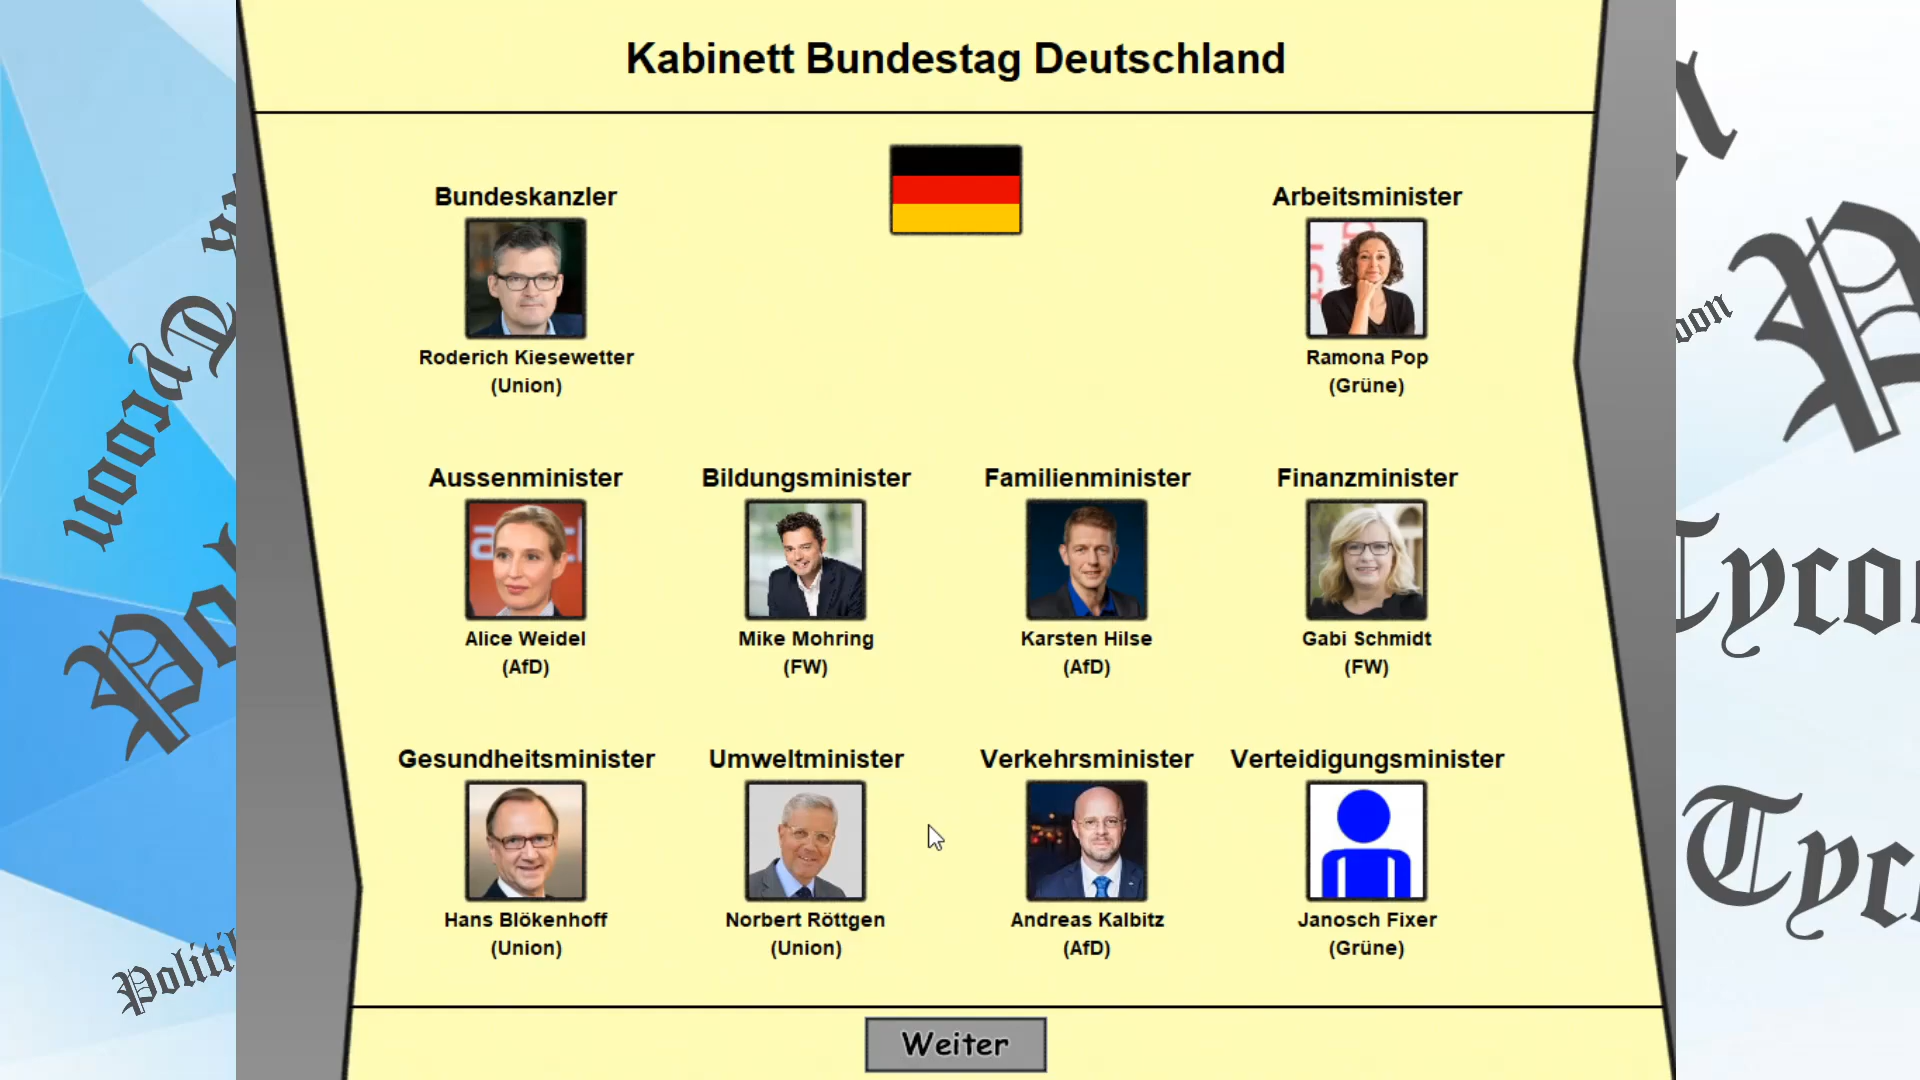 Kabinett Bundestag Deutschland
Bundeskanzler
Roderich Kiesewetter
(Union)
Arbeitsminister
Ramona Pop
(Grüne)
Aussenminister
Alice Weidel
(AfD)
Bildungsminister
Mike Mohring
(FW)
Familienminister
Karsten Hilse
(AfD)
Finanzminister
Gabi Schmidt
(FW)
Gesundheitsminister
Hans Blökenhoff
(Union)
Umweltminister
Norbert Röttgen
(Union)
Verkehrsminister
Andreas Kalbitz
(AfD)
Verteidigungsminister
Janosch Fixer
(Grüne)
Weiter
Tycoon